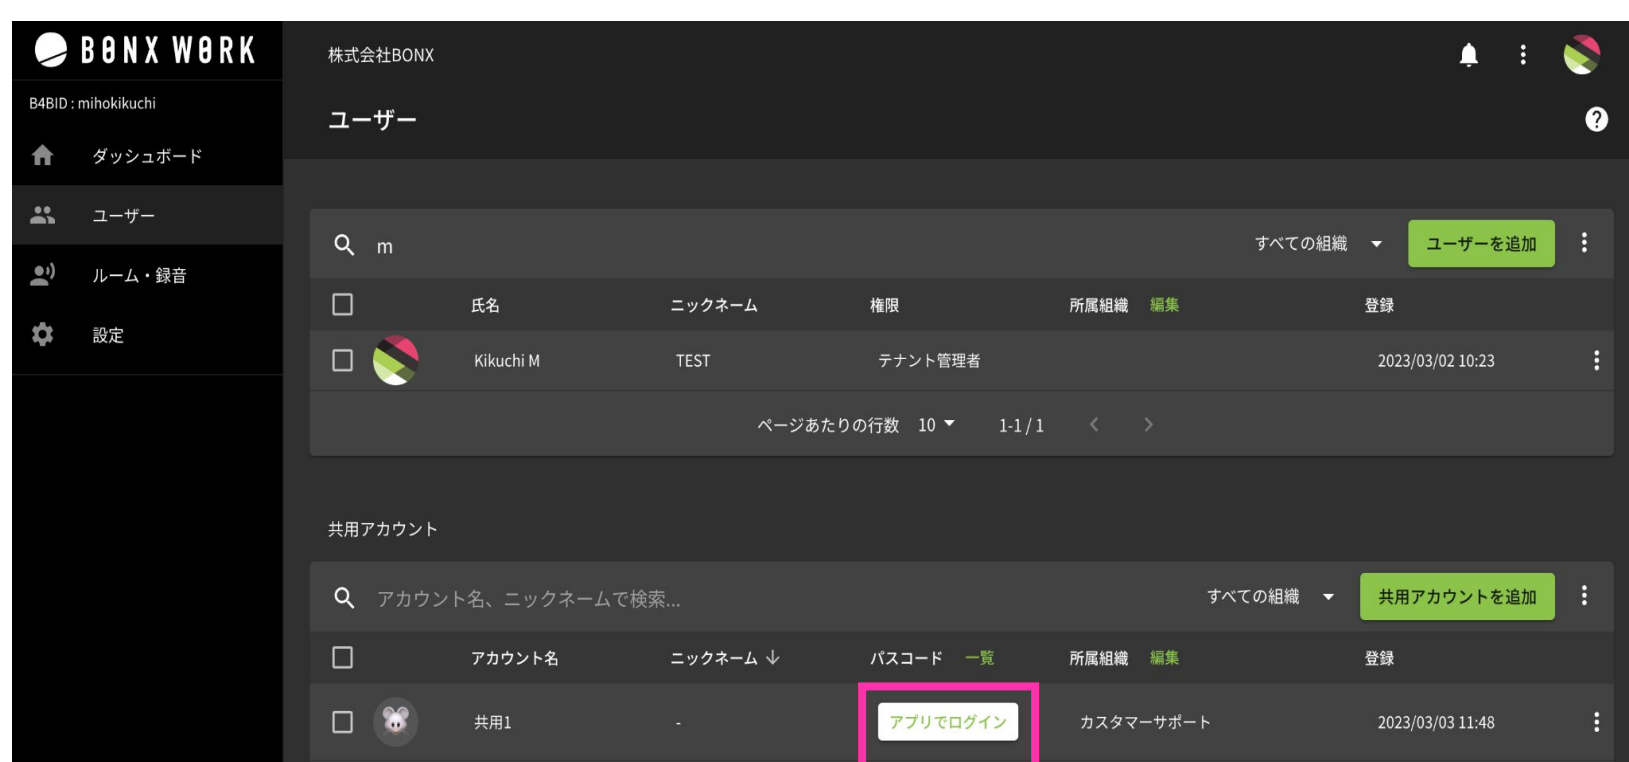 BONX WORK
B4BID : mihokikuchi
ダッシュボード
ユーザー
ルーム・録音
設定
株式会社BONX
ユーザー
m
すべての組織
ユーザーを追加
氏名 ニックネーム 権限 所属組織 編集 登録
Kikuchi M TEST テナント管理者 2023/03/02 10:23
ページあたりの行数 10 1-1 / 1
共用アカウント
アカウント名、ニックネームで検索...
すべての組織
共用アカウントを追加
アカウント名 ニックネーム ↓ パスコード 一覧 所属組織 編集 登録
共用1 - アプリでログイン カスタマーサポート 2023/03/03 11:48